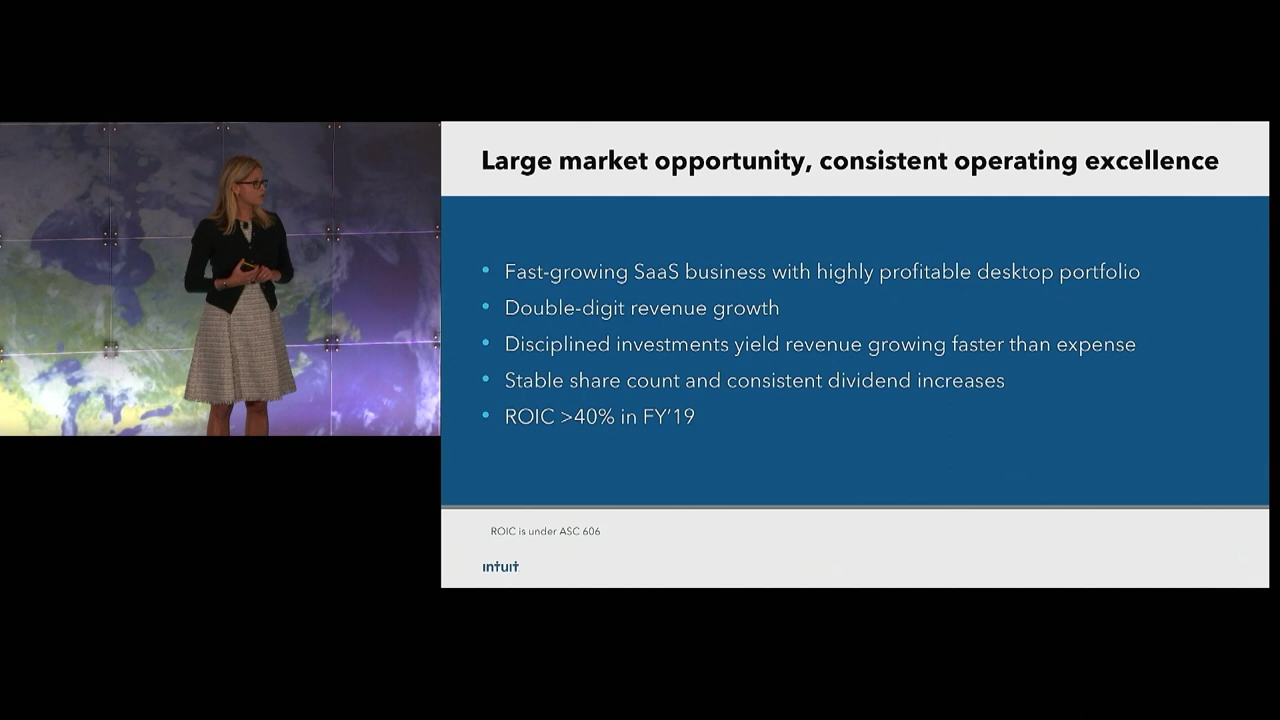 Large market opportunity, consistent operating excellence
• Fast-growing SaaS business with highly profitable desktop portfolio
• Double-digit revenue growth
• Disciplined investments yield revenue growing faster than expense
• Stable share count and consistent dividend increases
• ROIC >40% in FY'19
ROIC is under ASC 606
ıntuıt